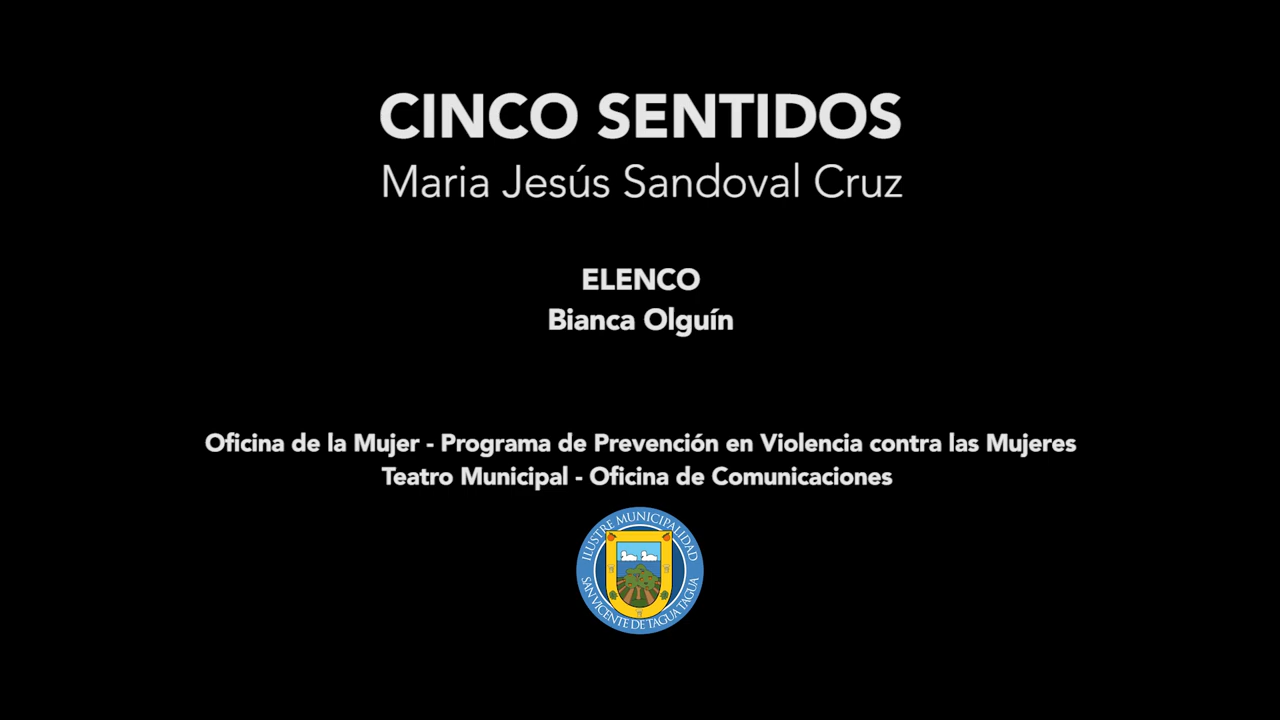 CINCO SENTIDOS
Maria Jesús Sandoval Cruz
ELENCO
Bianca Olguín
Oficina de la Mujer - Programa de Prevención en Violencia contra las Mujeres
Teatro Municipal - Oficina de Comunicaciones
ILUSTRE MUNICIPALIDAD
SAN VICENTE DE TAGUA TAGUA